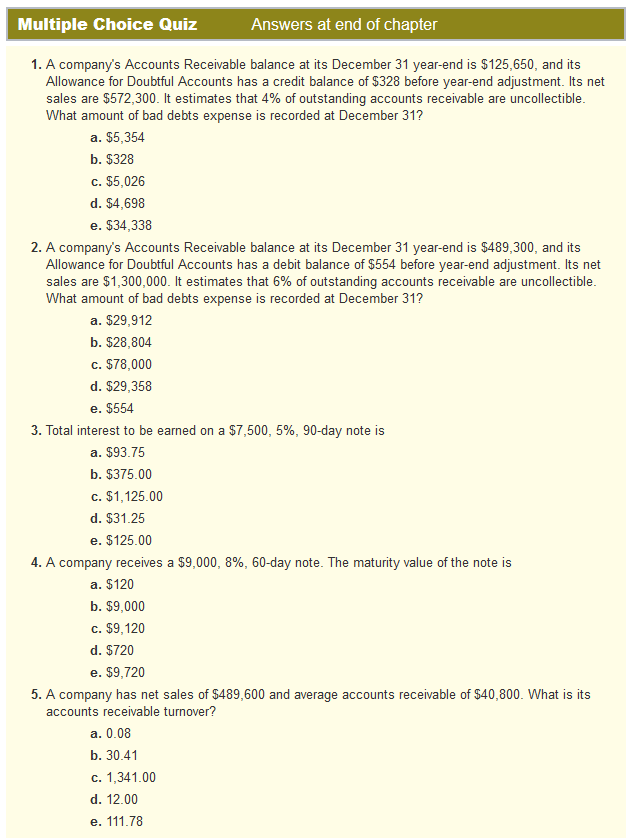 Multiple Choice Quiz Answers at end of chapter
1. A company's Accounts Receivable balance at its December 31 year-end is $125,650, and its
Allowance for Doubtful Accounts has a credit balance of $328 before year-end adjustment. Its net
sales are $572,300. It estimates that 4% of outstanding accounts receivable are uncollectible.
What amount of bad debts expense is recorded at December 31?
a. $5,354
b. $328
c. $5,026
d. $4,698
e. $34,338
2. A company's Accounts Receivable balance at its December 31 year-end is $489,300, and its
Allowance for Doubtful Accounts has a debit balance of $554 before year-end adjustment. Its net
sales are $1,300,000. It estimates that 6% of outstanding accounts receivable are uncollectible.
What amount of bad debts expense is recorded at December 31?
a. $29,912
b. $28,804
c. $78,000
d. $29,358
e. $554
3. Total interest to be earned on a $7,500, 5%, 90-day note is
a. $93.75
b. $375.00
c. $1,125.00
d. $31.25
e. $125.00
4. A company receives a $9,000, 8%, 60-day note. The maturity value of the note is
a. $120
b. $9,000
c. $9,120
d. $720
e. $9,720
5. A company has net sales of $489,600 and average accounts receivable of $40,800. What is its
accounts receivable turnover?
a. 0.08
b. 30.41
c. 1,341.00
d. 12.00
e. 111.78